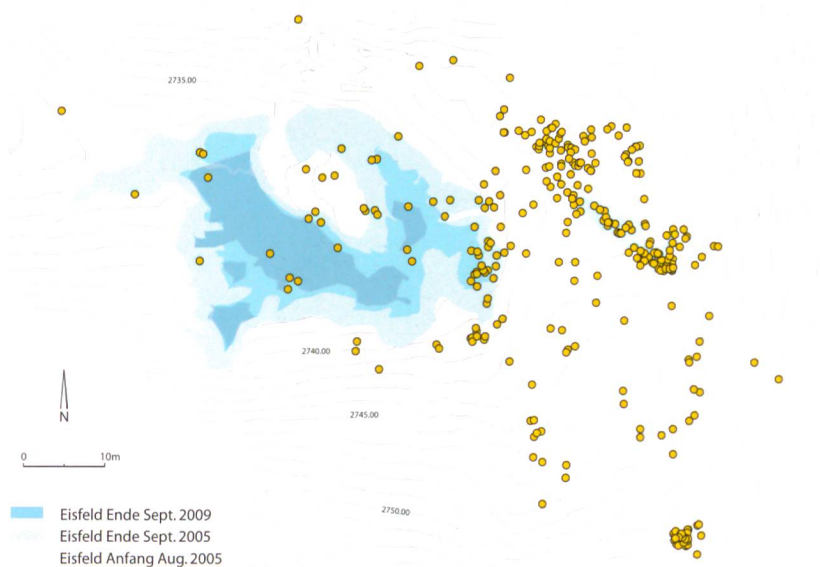 2735.00
2740.00
2745.00
2750.00
N
0 10m
Eisfeld Ende Sept. 2009
Eisfeld Ende Sept. 2005
Eisfeld Anfang Aug. 2005